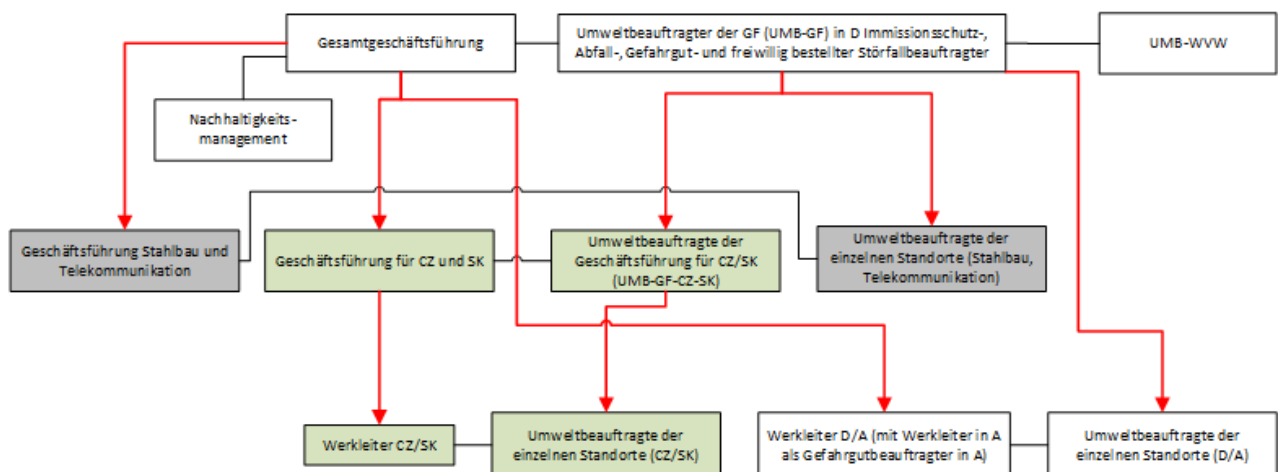 Gesamtgeschäftsführung
Umweltbeauftragter der GF (UMB-GF) in D Immissionsschutz-,
Abfall-, Gefahrgut- und freiwillig bestellter Störfallbeauftragter
UMB-WVW
Nachhaltigkeits-
management
Geschäftsführung Stahlbau und
Telekommunikation
Geschäftsführung für CZ und SK
Umweltbeauftragte der
Geschäftsführung für CZ/SK
(UMB-GF-CZ-SK)
Umweltbeauftragte der
einzelnen Standorte (Stahlbau,
Telekommunikation)
Werkleiter CZ/SK
Umweltbeauftragte der
einzelnen Standorte (CZ/SK)
Werkleiter D/A (mit Werkleiter in A
als Gefahrgutbeauftragter in A)
Umweltbeauftragte der
einzelnen Standorte (D/A)